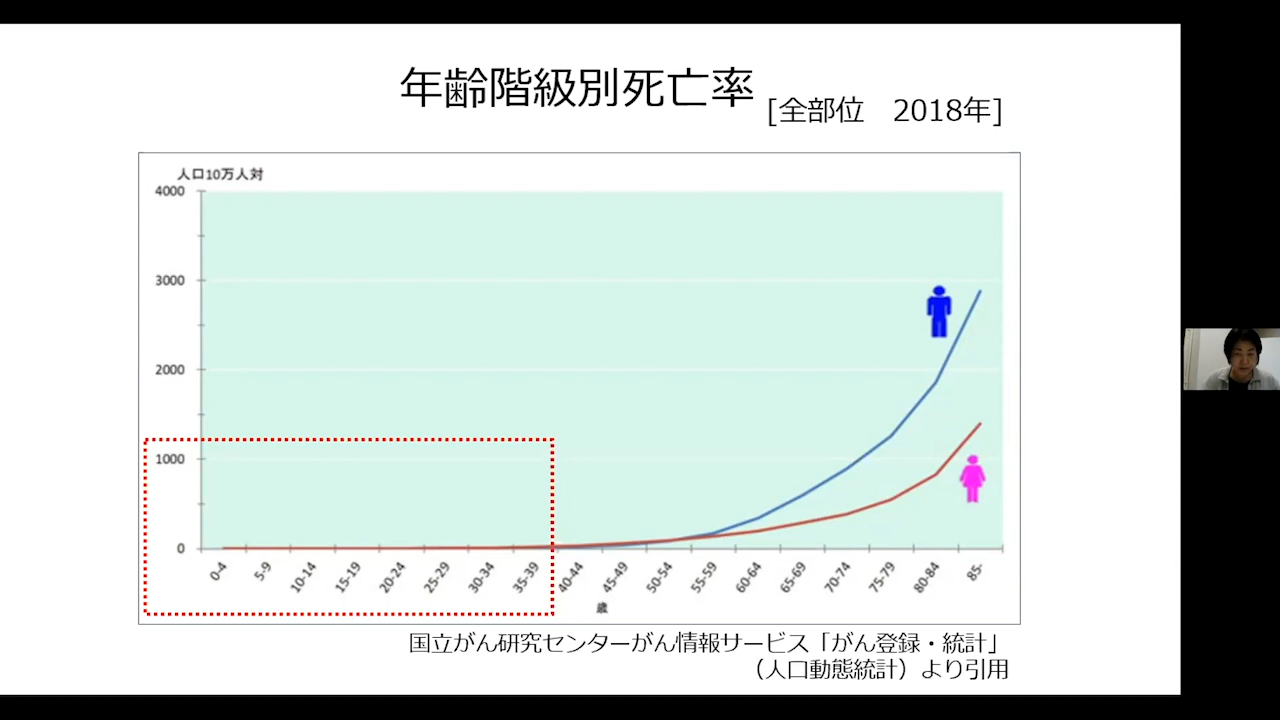 年齢階級別死亡率 [全部位　2018年]
人口10万人対
4000
3000
2000
1000
0
0-4 5-9 10-14 15-19 20-24 25-29 30-34 35-39 40-44 45-49 50-54 55-59 60-64 65-69 70-74 75-79 80-84 85-
歳
国立がん研究センターがん情報サービス「がん登録・統計」
（人口動態統計）より引用